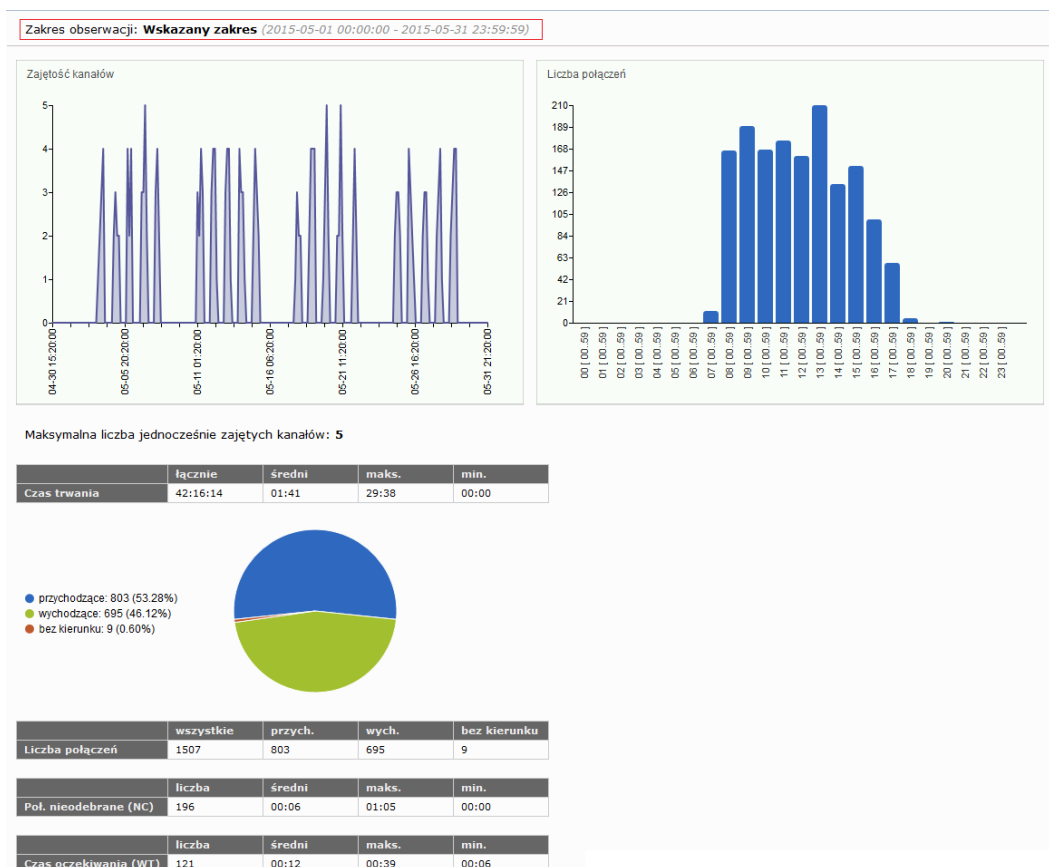 Zakres obserwacji: Wskazany zakres (2015-05-01 00:00:00 - 2015-05-31 23:59:59)
Zajętość kanałów
5
4
3
2
1
0
04-30 15:20:00
05-05 20:20:00
05-11 01:20:00
05-16 06:20:00
05-21 11:20:00
05-26 16:20:00
05-31 21:20:00
Liczba połączeń
210
189
168
147
126
105
84
63
42
21
0
00 [ 00..59 ]
01 [ 00..59 ]
02 [ 00..59 ]
03 [ 00..59 ]
04 [ 00..59 ]
05 [ 00..59 ]
06 [ 00..59 ]
07 [ 00..59 ]
08 [ 00..59 ]
09 [ 00..59 ]
10 [ 00..59 ]
11 [ 00..59 ]
12 [ 00..59 ]
13 [ 00..59 ]
14 [ 00..59 ]
15 [ 00..59 ]
16 [ 00..59 ]
17 [ 00..59 ]
18 [ 00..59 ]
19 [ 00..59 ]
20 [ 00..59 ]
21 [ 00..59 ]
22 [ 00..59 ]
23 [ 00..59 ]
Maksymalna liczba jednocześnie zajętych kanałów: 5
łącznie średni maks. min.
Czas trwania 42:16:14 01:41 29:38 00:00
przychodzące: 803 (53.28%)
wychodzące: 695 (46.12%)
bez kierunku: 9 (0.60%)
wszystkie przych. wych. bez kierunku
Liczba połączeń 1507 803 695 9
liczba średni maks. min.
Poł. nieodebrane (NC) 196 00:06 01:05 00:00
liczba średni maks. min.
Czas oczekiwania (WT) 121 00:12 00:39 00:06